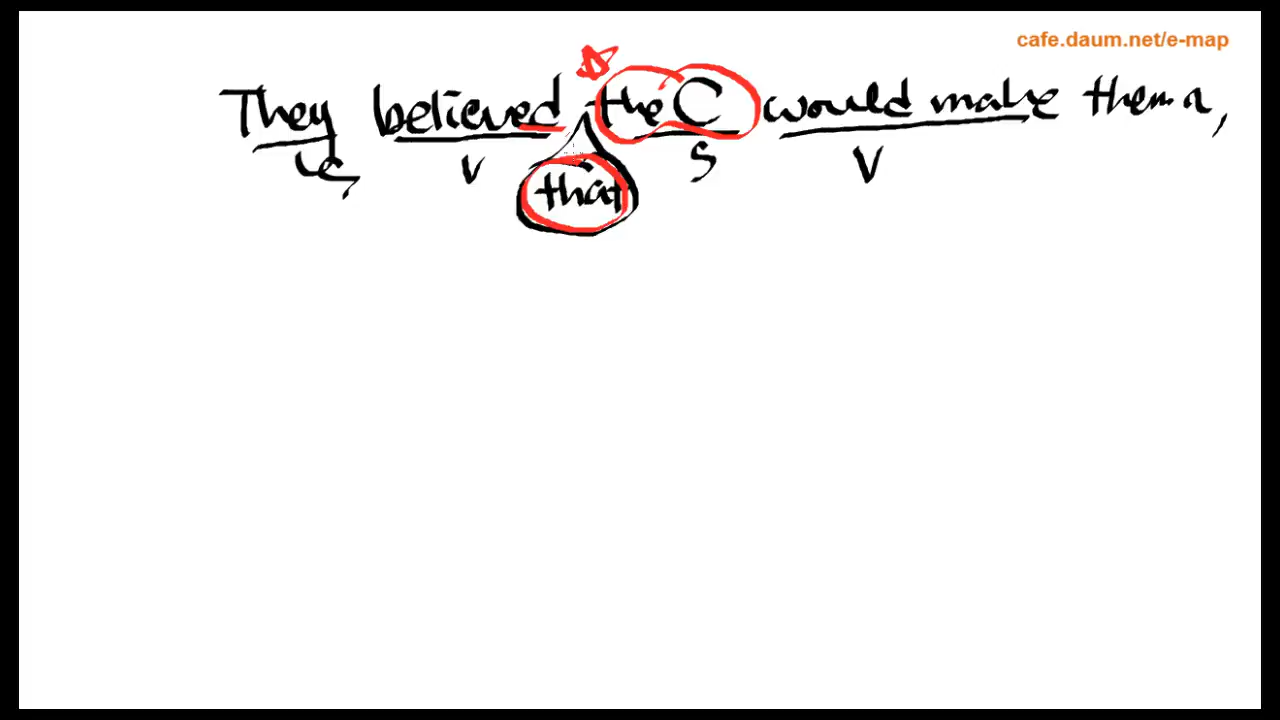 cafe.daum.net/e-map
They believed the C would make them
V S V
that